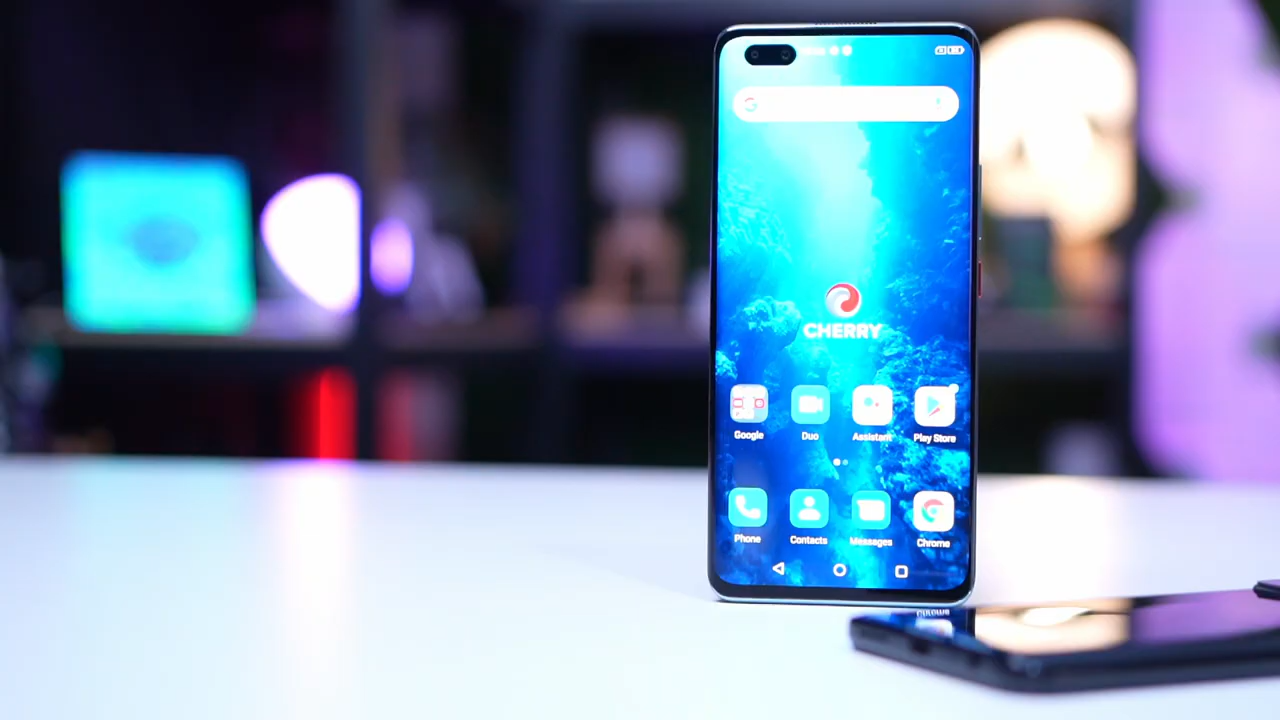 CHERRY
Google
Duo
Assistant
Play Store
Phone
Contacts
Messages
Chrome